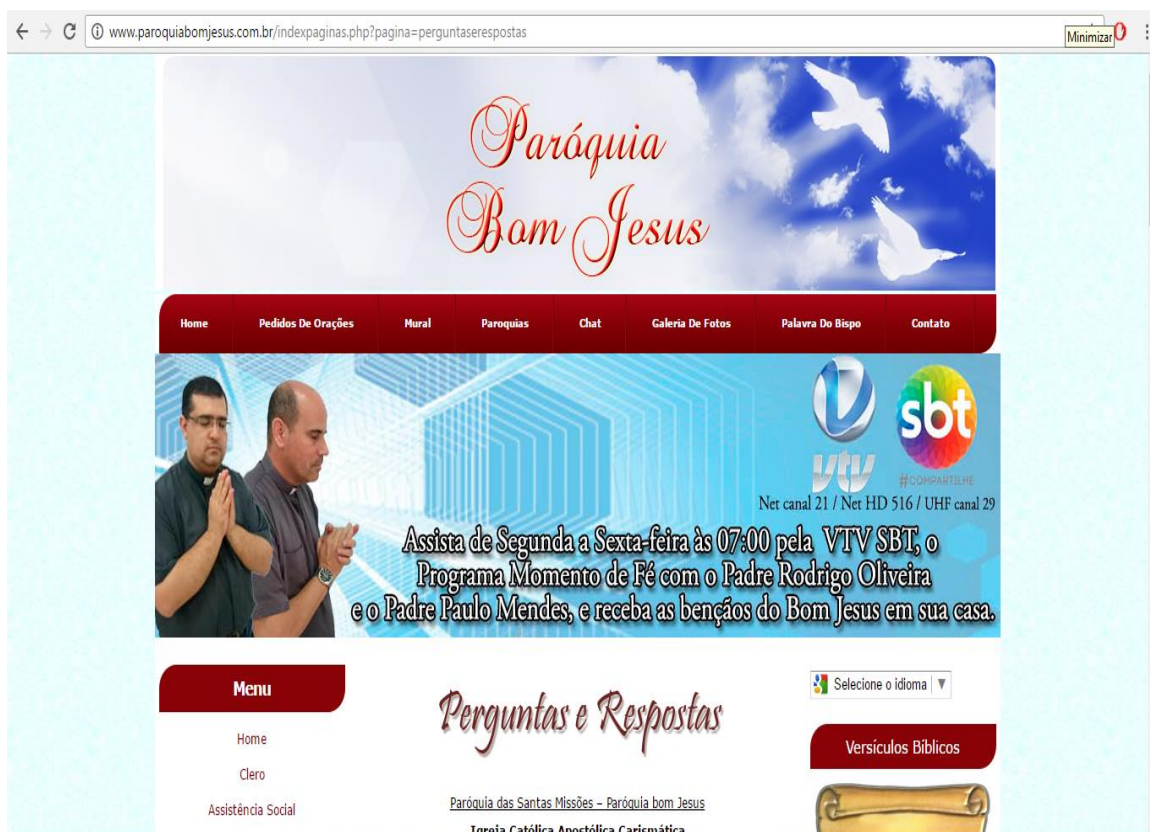 www.paroquiabomjesus.com.br/indexpaginas.php?pagina=perguntaserespostas
Minimizar
Paróquia
Bom Jesus
Home Pedidos De Orações Mural Paroquias Chat Galeria De Fotos Palavra Do Bispo Contato
vtv
sbt
#COMPARTILHE
Net canal 21 / Net HD 516 / UHF canal 29
Assista de Segunda a Sexta-feira às 07:00 pela VTV SBT, o
Programa Momento de Fé com o Padre Rodrigo Oliveira
e o Padre Paulo Mendes, e receba as bençãos do Bom Jesus em sua casa.
Menu
Home
Clero
Assistência Social
Perguntas e Respostas
Paróquia das Santas Missões – Paróquia bom Jesus
Igreja Católica Apostólica Carismática
Selecione o idioma
Versículos Bíblicos